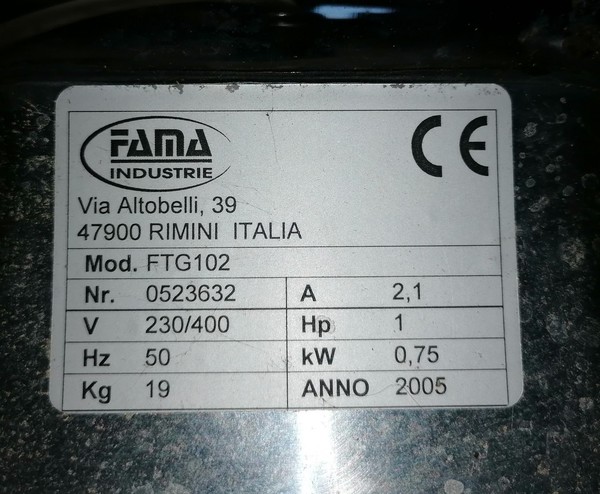 FAMA
INDUSTRIE
CE
Via Altobelli, 39
47900 RIMINI ITALIA
Mod. FTG102
Nr. 0523632 A 2,1
V 230/400 Hp 1
Hz 50 kW 0,75
Kg 19 ANNO 2005